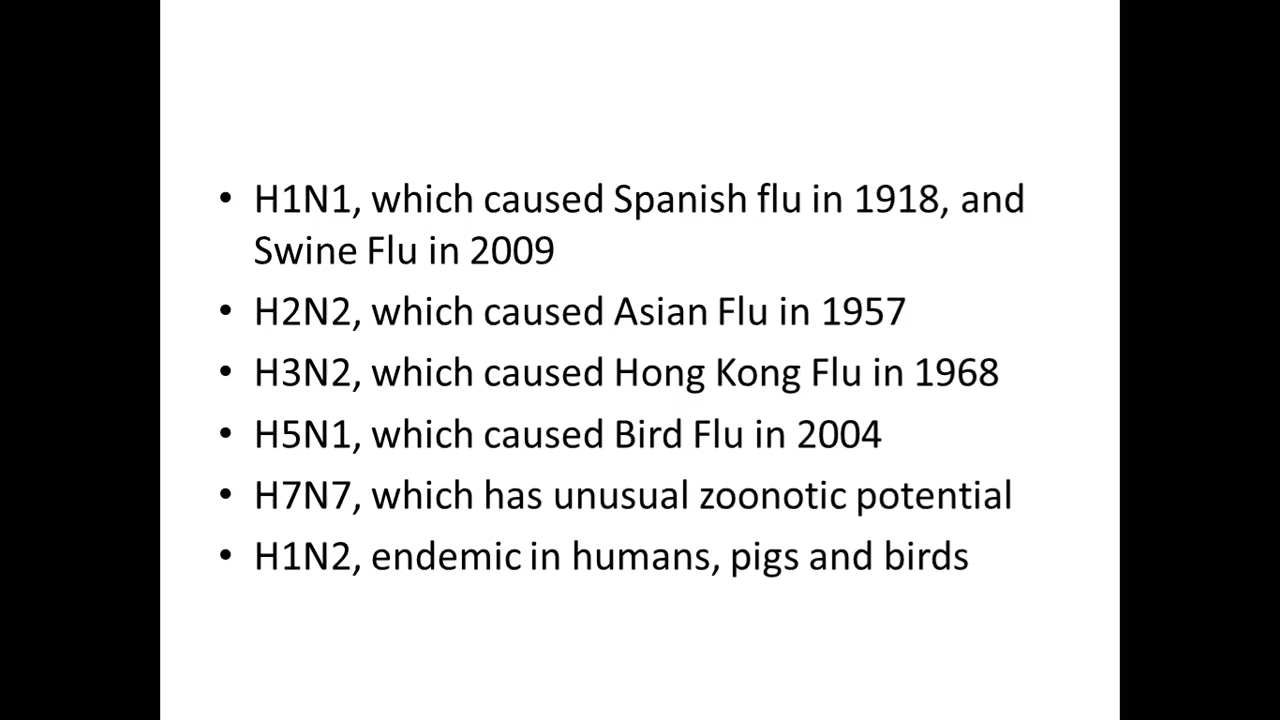 • H1N1, which caused Spanish flu in 1918, and
Swine Flu in 2009
• H2N2, which caused Asian Flu in 1957
• H3N2, which caused Hong Kong Flu in 1968
• H5N1, which caused Bird Flu in 2004
• H7N7, which has unusual zoonotic potential
• H1N2, endemic in humans, pigs and birds